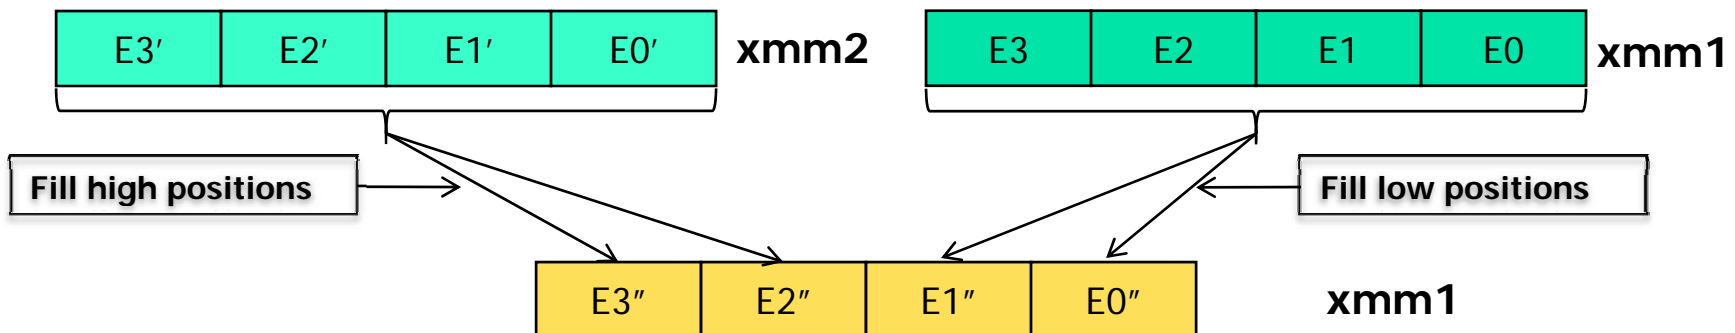 E3′ E2′ E1′ E0′ xmm2 E3 E2 E1 E0 xmm1
Fill high positions Fill low positions
E3″ E2″ E1″ E0″ xmm1